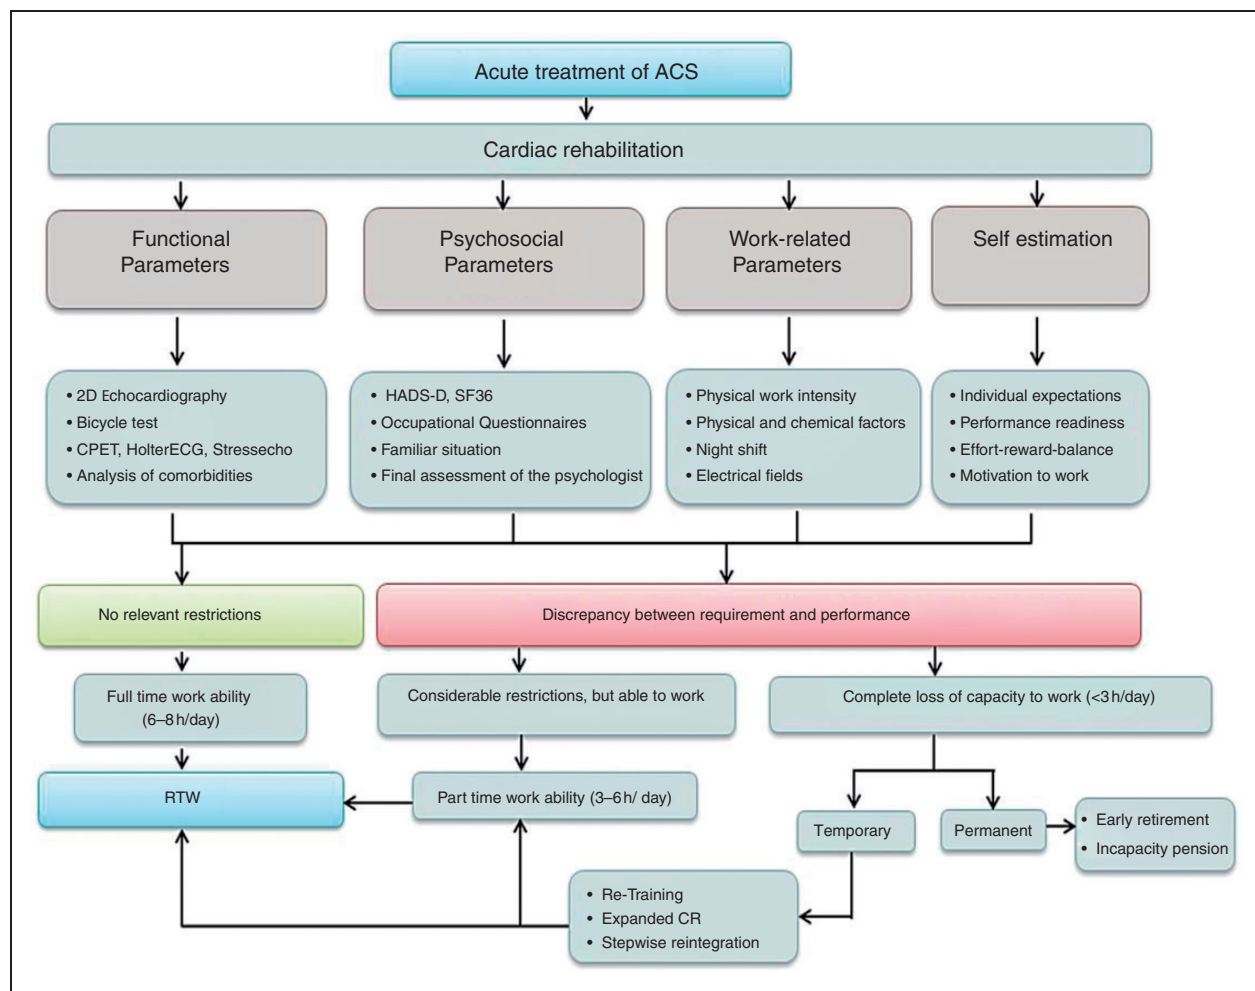 Acute treatment of ACS
Cardiac rehabilitation
Functional
Parameters
Psychosocial
Parameters
Work-related
Parameters
Self estimation
• 2D Echocardiography
• Bicycle test
• CPET, HolterECG, Stressecho
• Analysis of comorbidities
• HADS-D, SF36
• Occupational Questionnaires
• Familiar situation
• Final assessment of the psychologist
• Physical work intensity
• Physical and chemical factors
• Night shift
• Electrical fields
• Individual expectations
• Performance readiness
• Effort-reward-balance
• Motivation to work
No relevant restrictions
Discrepancy between requirement and performance
Full time work ability
(6–8 h/day)
Considerable restrictions, but able to work
Complete loss of capacity to work (<3 h/day)
RTW
Part time work ability (3–6 h/ day)
Temporary
Permanent
• Early retirement
• Incapacity pension
• Re-Training
• Expanded CR
• Stepwise reintegration